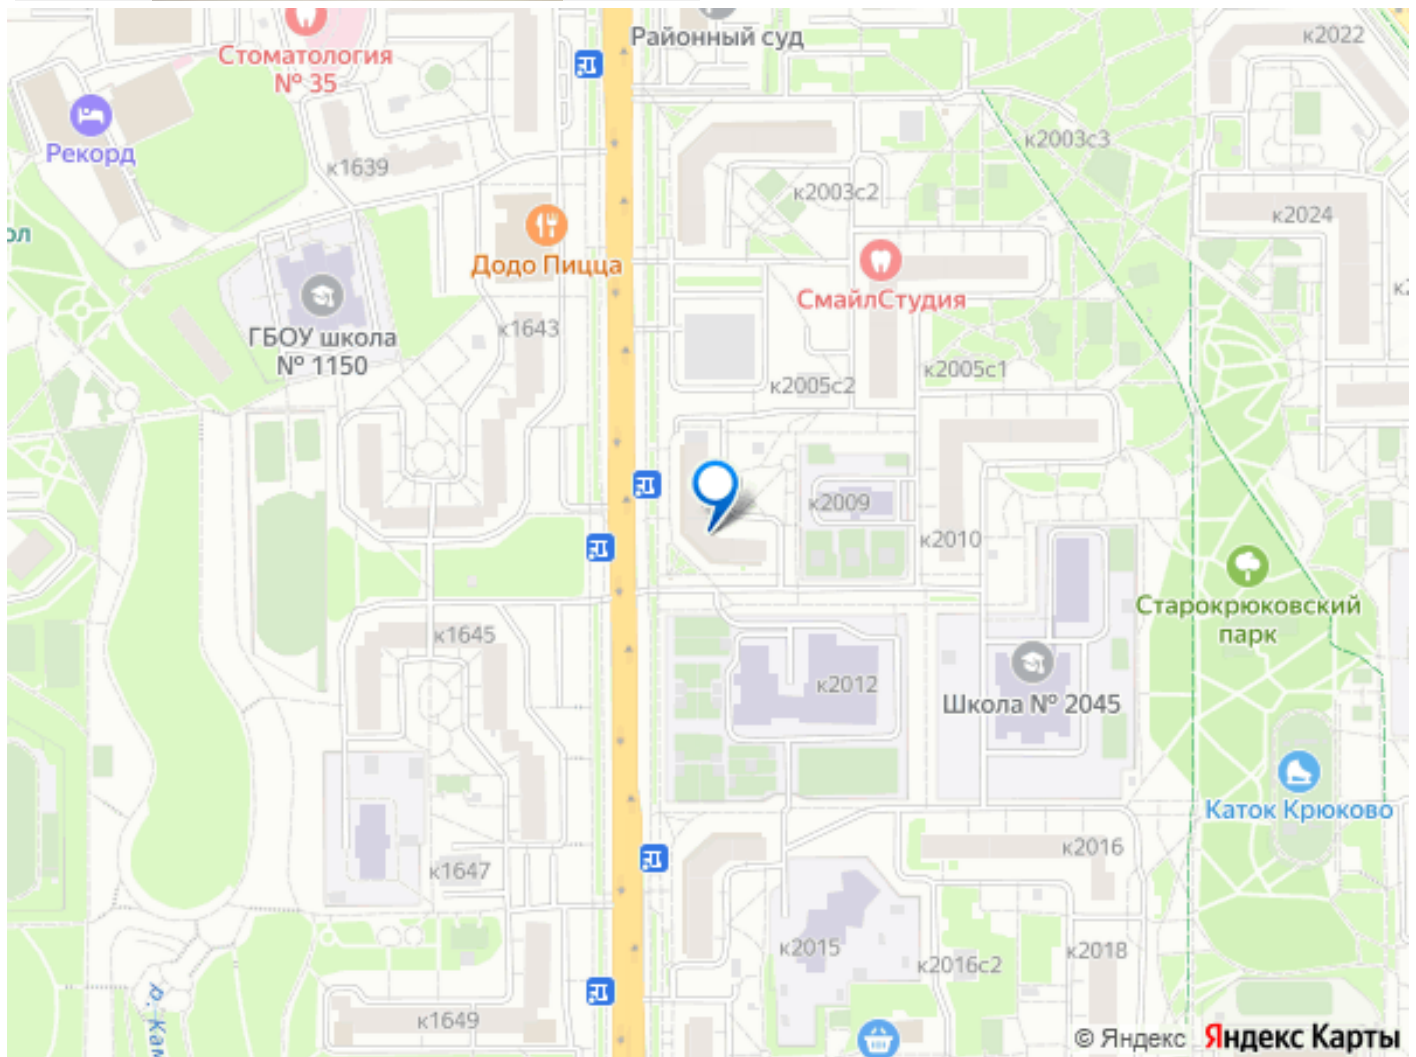 Районный суд
к2022
Стоматология
№ 35
Рекорд
к1639
к2003с3
к2003с2
к2024
Додо Пицца
СмайлСтудия
ГБОУ школа
№ 1150
к1643
к2005с2
к2005с1
к2009
к2010
Старокрюковский
парк
к1645
к2012
Школа № 2045
Каток Крюково
к1647
к2016
к2015
к2016с2
к2018
к1649
© Яндекс Яндекс Карты